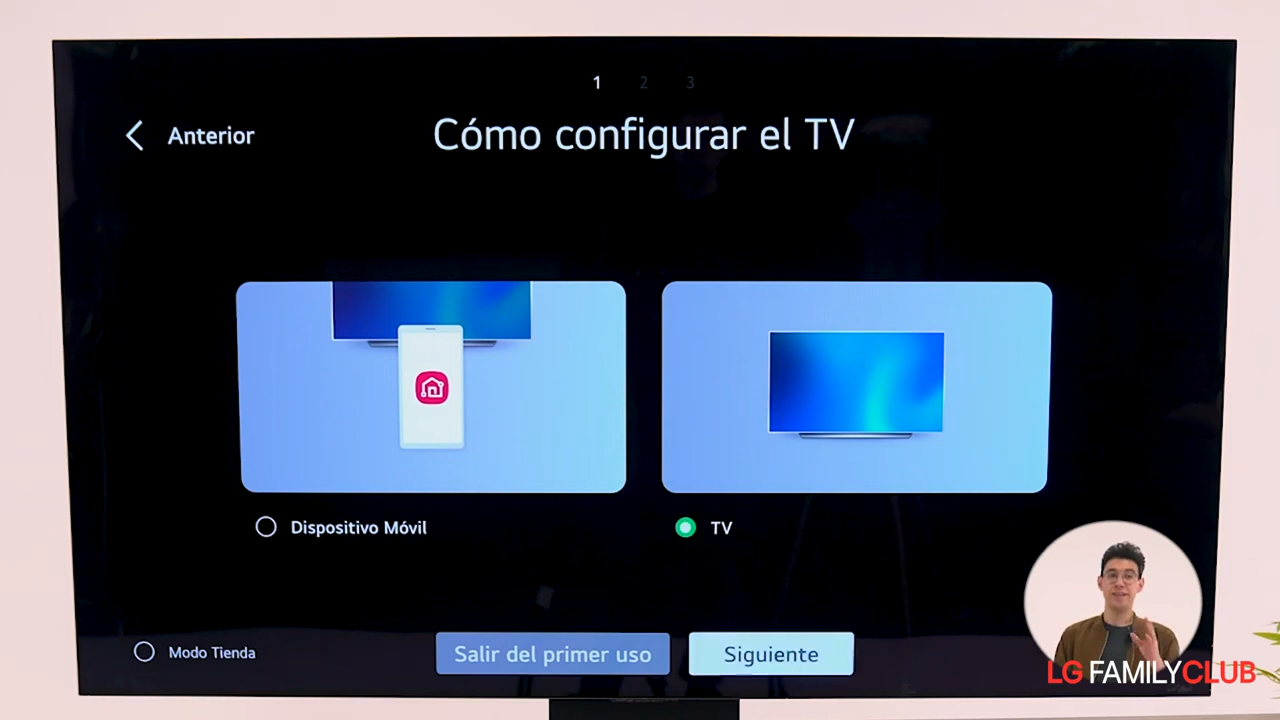 1 2 3
Anterior
Cómo configurar el TV
Dispositivo Móvil
TV
Modo Tienda
Salir del primer uso
Siguiente
LG FAMILYCLUB